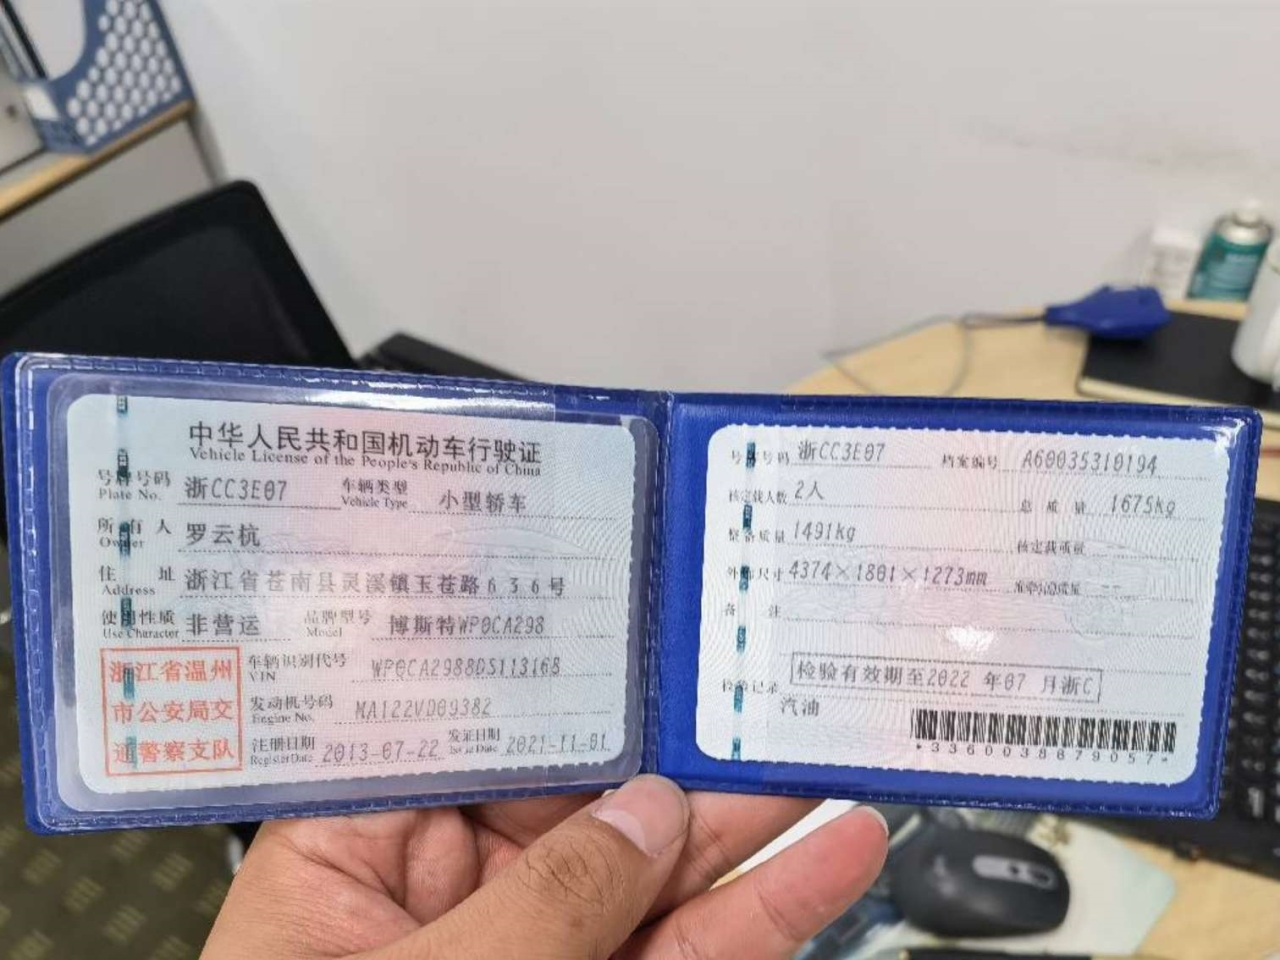 中华人民共和国机动车行驶证
Vehicle License of the People's Republic of China
号牌号码 浙CC3E07 车辆类型 小型轿车
Plate No. Vehicle Type
所有人 罗云杭
Owner
住址 浙江省苍南县灵溪镇玉苍路636号
Address
使用性质 非营运 品牌型号 博斯特WP0CA298
Use Character Model
浙江省温州
市公安局交
通警察支队
车辆识别代号 WP0CA2988DS113168
VIN
发动机号码 MA122VD09382
Engine No.
注册日期 2013-07-22 发证日期 2021-11-01
Register Date Issue Date
号牌号码 浙CC3E07 档案编号 A60035310194
核定载人数 2人 总质量 1675kg
整备质量 1491kg 核定载质量
外廓尺寸 4374×1801×1273mm 准牵引总质量
备注
检验有效期至2022年07月浙C
检验记录
汽油
*3360038679057*